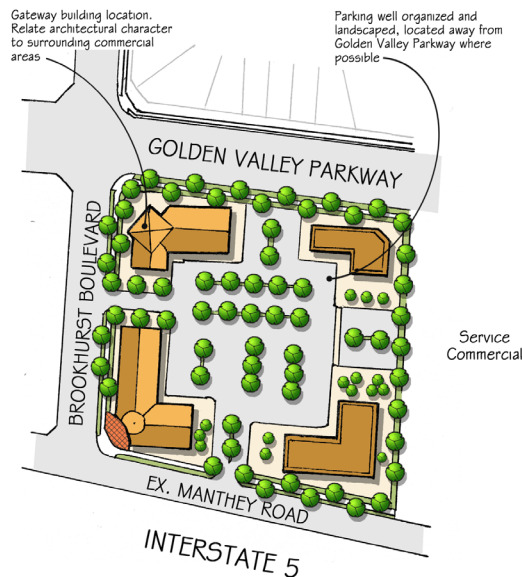 Gateway building location.
Relate architectural character
to surrounding commercial
areas
Parking well organized and
landscaped, located away from
Golden Valley Parkway where
possible
GOLDEN VALLEY PARKWAY
BROOKHURST BOULEVARD
Service
Commercial
EX. MANTHEY ROAD
INTERSTATE 5